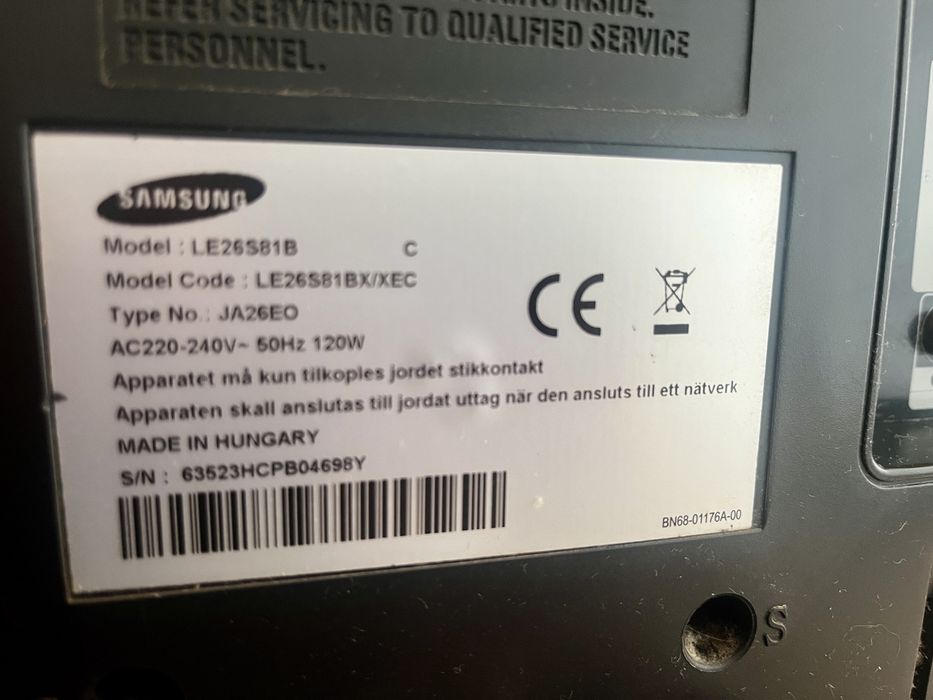 REFER SERVICING TO QUALIFIED SERVICE
PERSONNEL.
SAMSUNG
Model : LE26S81B C
Model Code : LE26S81BX/XEC
Type No.: JA26EO
AC220-240V~ 50Hz 120W
Apparatet må kun tilkoples jordet stikkontakt
Apparaten skall anslutas till jordat uttag när den ansluts till ett nätverk
MADE IN HUNGARY
S/N : 63523HCPB04698Y
CE
BN68-01176A-00
S